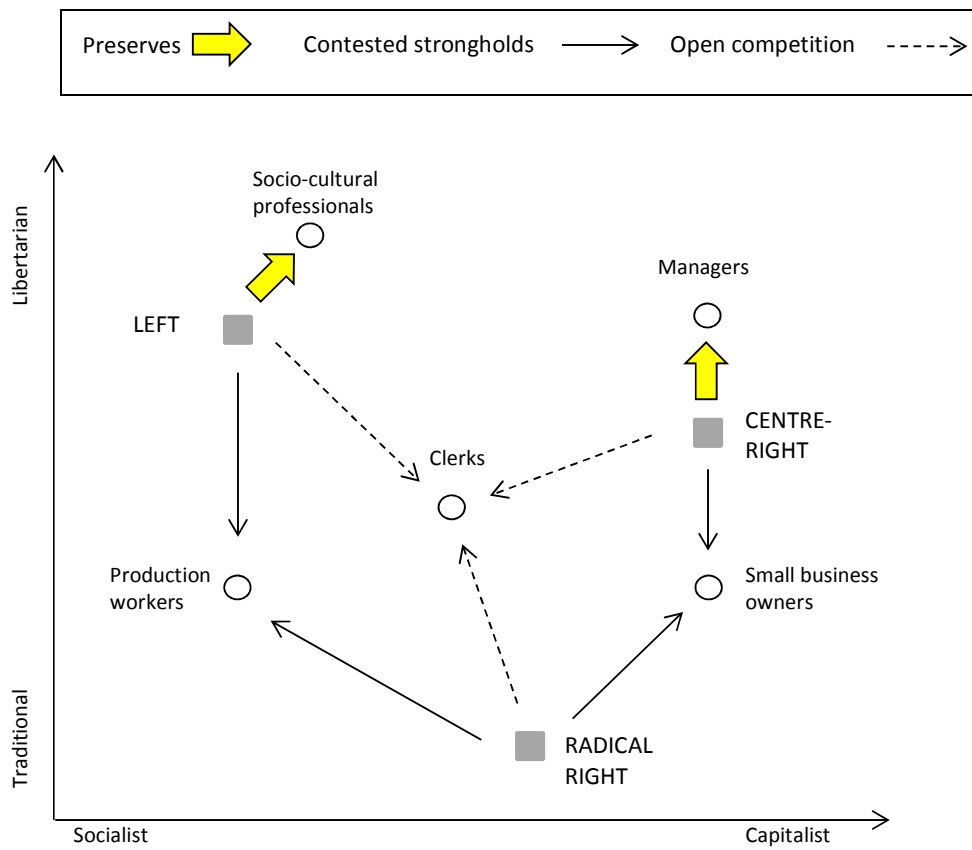 Preserves Contested strongholds Open competition
Socio-cultural
professionals
Libertarian
Managers
LEFT
CENTRE-
RIGHT
Clerks
Production
workers
Small business
owners
Traditional
RADICAL
RIGHT
Socialist Capitalist